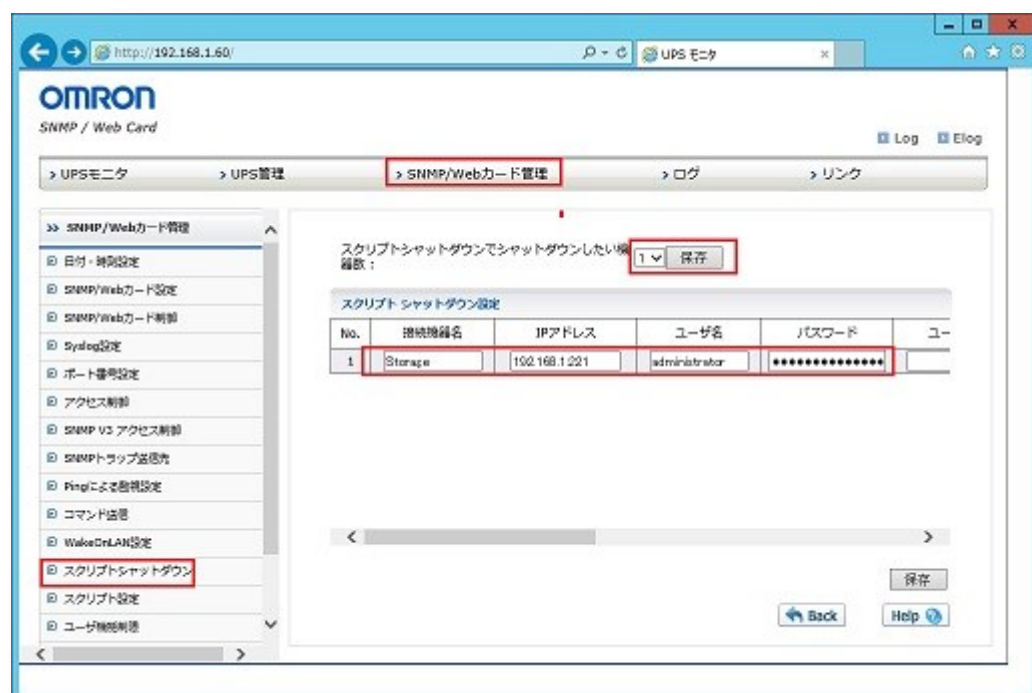 http://192.168.1.60/
UPS モニタ
OMRON
SNMP / Web Card
Log
Elog
UPSモニタ
UPS管理
SNMP/Webカード管理
ログ
リンク
SNMP/Webカード管理
日付・時刻設定
SNMP/Webカード設定
SNMP/Webカード制御
Syslog設定
ポート番号設定
アクセス制御
SNMP V3 アクセス制御
SNMPトラップ送信先
Pingによる監視設定
コマンド送信
WakeOnLAN設定
スクリプトシャットダウン
スクリプト設定
ユーザ機能制限
スクリプトシャットダウンでシャットダウンしたい機
器数：
1
保存
スクリプト シャットダウン設定
No. 接続機器名 IPアドレス ユーザ名 パスワード ユー
1 Storage 192.168.1.221 administrator ●●●●●●●●●●●●●●
保存
Back
Help